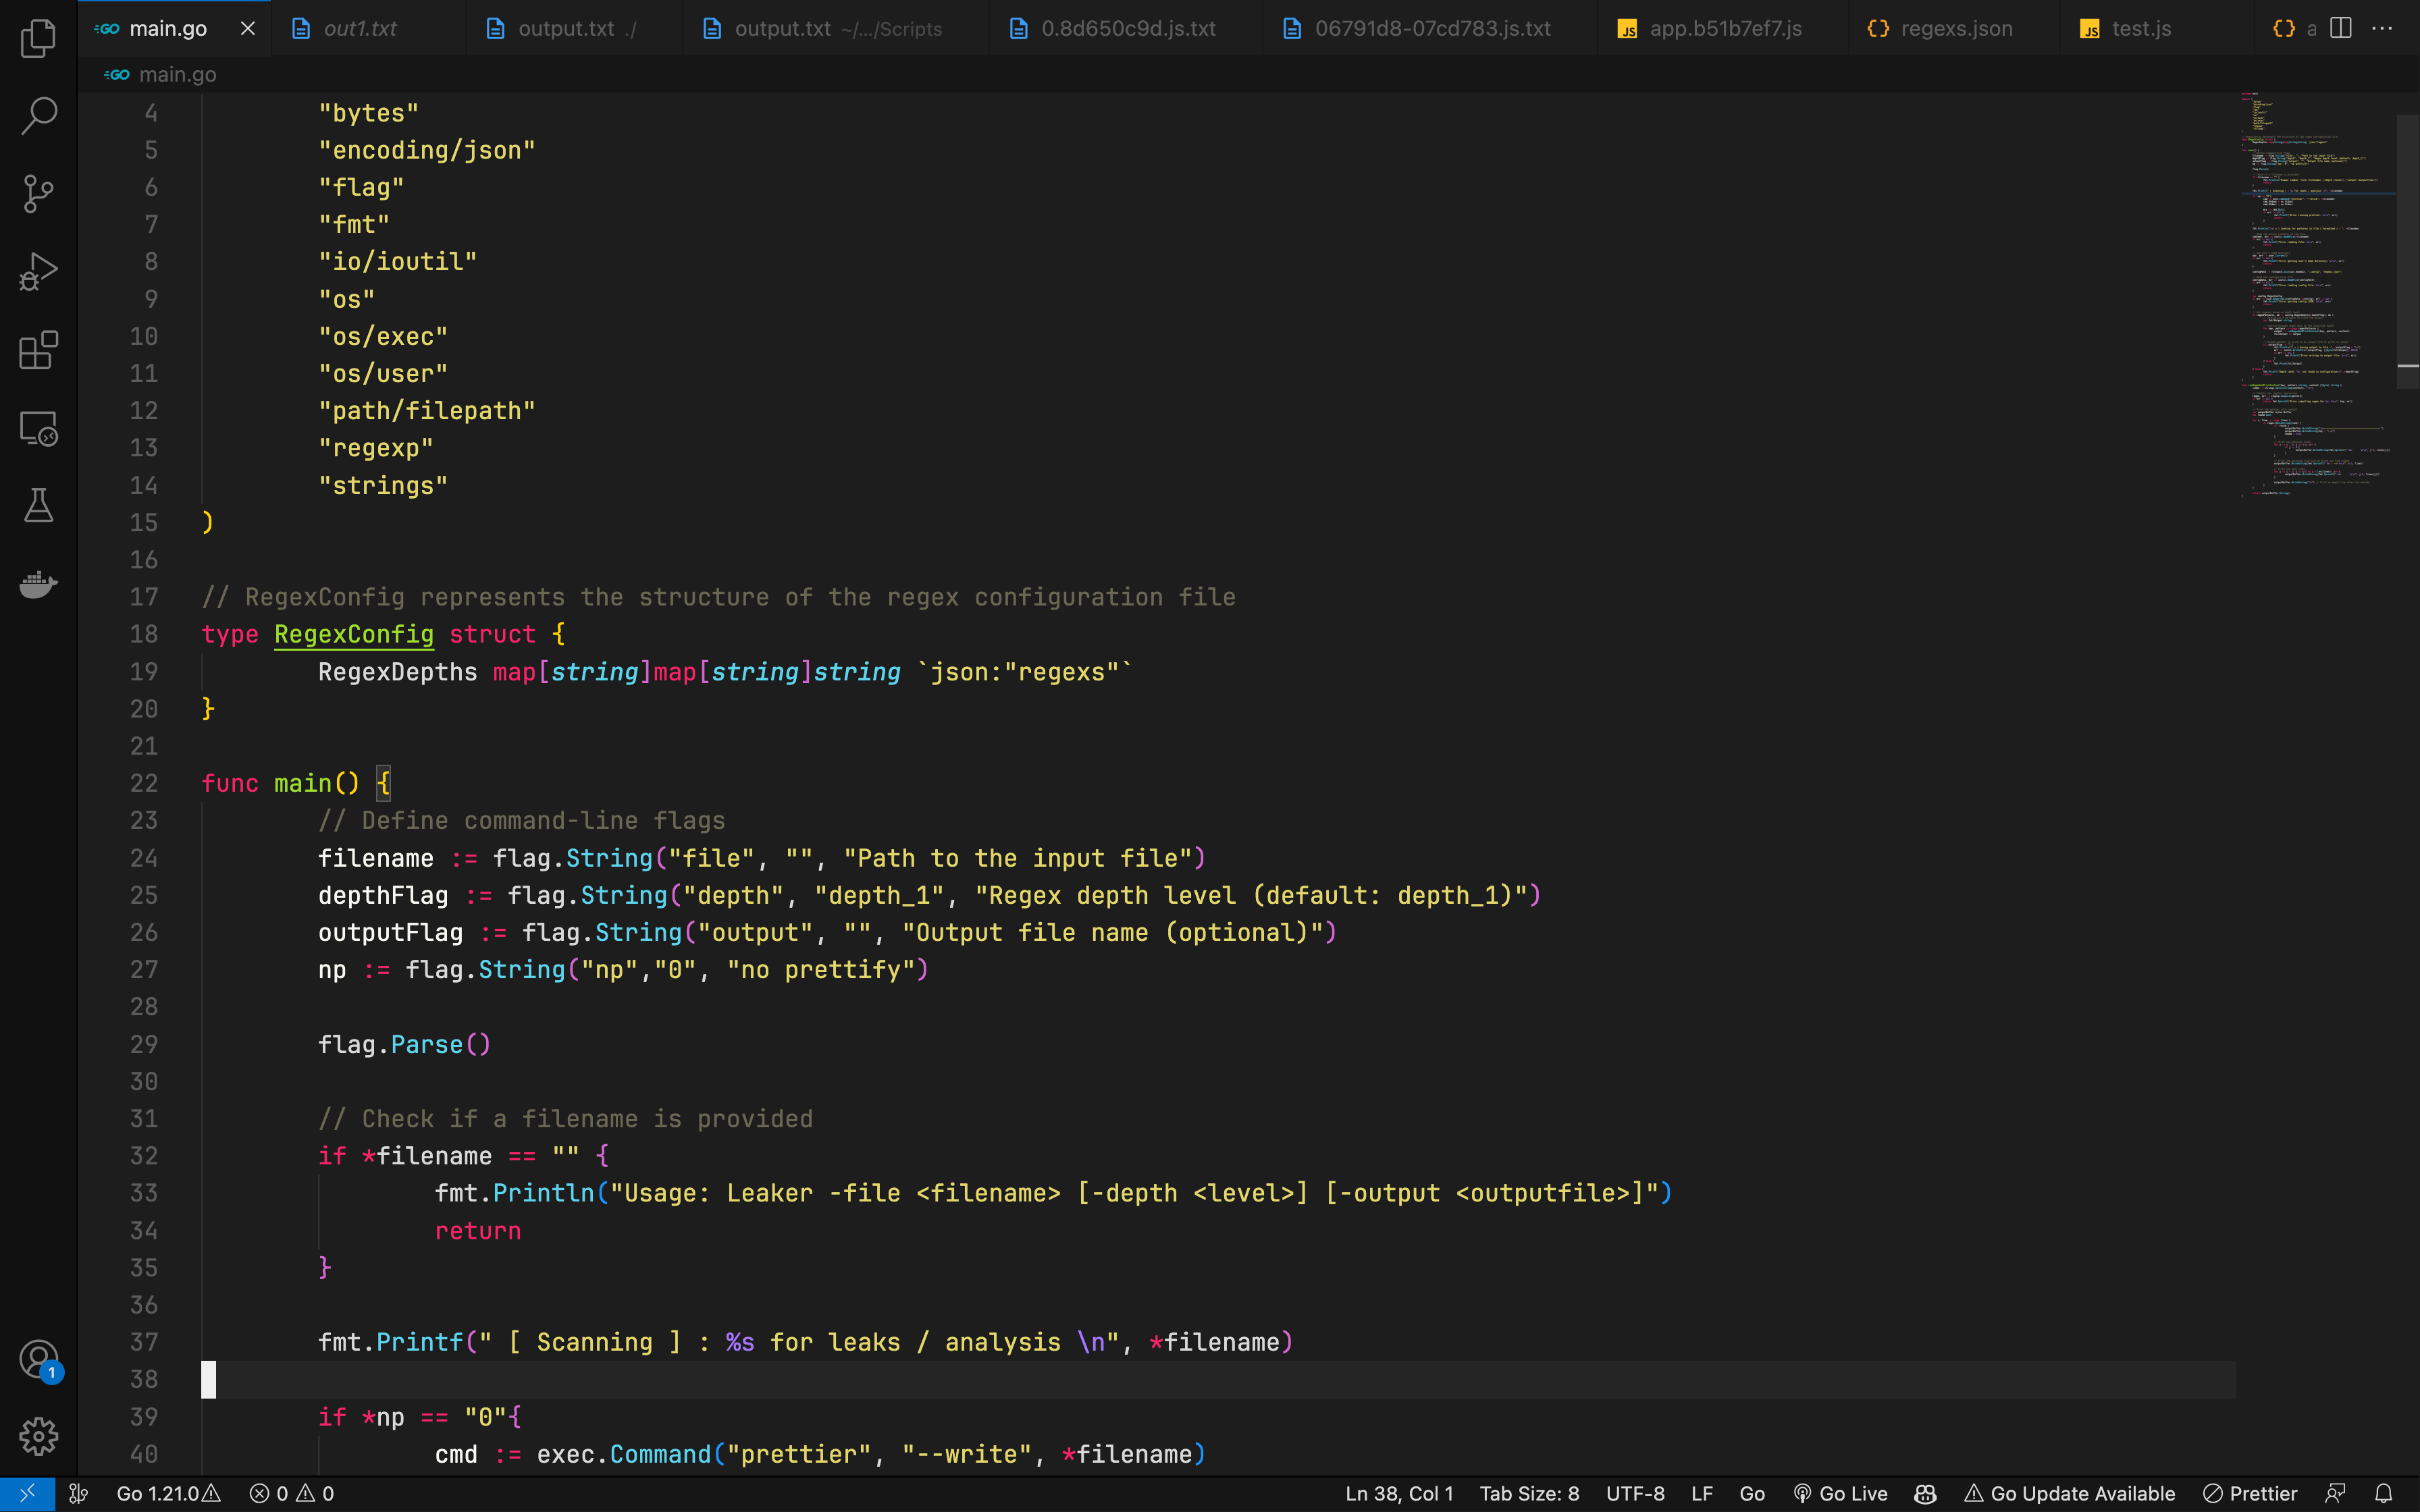 main.go
out1.txt
output.txt ./
output.txt ~/.../Scripts
0.8d650c9d.js.txt
06791d8-07cd783.js.txt
JS app.b51b7ef7.js
{} regexs.json
JS test.js
{} a
main.go
4 "bytes"
5 "encoding/json"
6 "flag"
7 "fmt"
8 "io/ioutil"
9 "os"
10 "os/exec"
11 "os/user"
12 "path/filepath"
13 "regexp"
14 "strings"
15 )
16
17 // RegexConfig represents the structure of the regex configuration file
18 type RegexConfig struct {
19 RegexDepths map[string]map[string]string `json:"regexs"`
20 }
21
22 func main() {
23 // Define command-line flags
24 filename := flag.String("file", "", "Path to the input file")
25 depthFlag := flag.String("depth", "depth_1", "Regex depth level (default: depth_1)")
26 outputFlag := flag.String("output", "", "Output file name (optional)")
27 np := flag.String("np","0", "no prettify")
28
29 flag.Parse()
30
31 // Check if a filename is provided
32 if *filename == "" {
33 fmt.Println("Usage: Leaker -file <filename> [-depth <level>] [-output <outputfile>]")
34 return
35 }
36
37 fmt.Printf(" [ Scanning ] : %s for leaks / analysis \n", *filename)
38
39 if *np == "0"{
40 cmd := exec.Command("prettier", "--write", *filename)
1
Go 1.21.0 0 0 Ln 38, Col 1 Tab Size: 8 UTF-8 LF Go Go Live Go Update Available Prettier